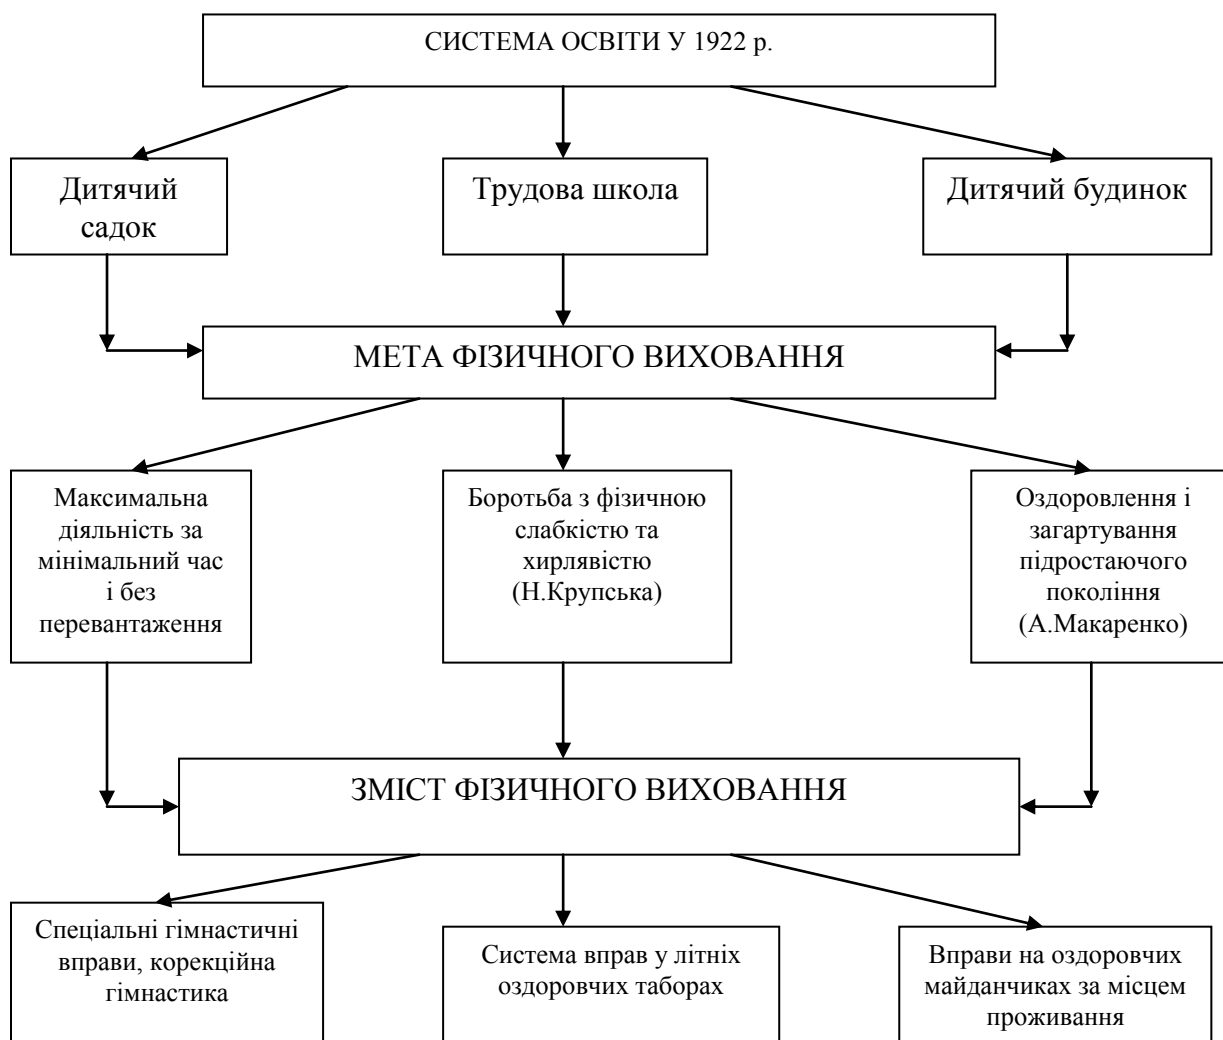 СИСТЕМА ОСВІТИ У 1922 р.
Дитячий
садок
Трудова школа
Дитячий будинок
МЕТА ФІЗИЧНОГО ВИХОВАННЯ
Максимальна
діяльність за
мінімальний час
і без
перевантаження
Боротьба з фізичною
слабкістю та
хирлявістю
(Н.Крупська)
Оздоровлення і
загартування
підростаючого
покоління
(А.Макаренко)
ЗМІСТ ФІЗИЧНОГО ВИХОВАННЯ
Спеціальні гімнастичні
вправи, корекційна
гімнастика
Система вправ у літніх
оздоровчих таборах
Вправи на оздоровчих
майданчиках за місцем
проживання